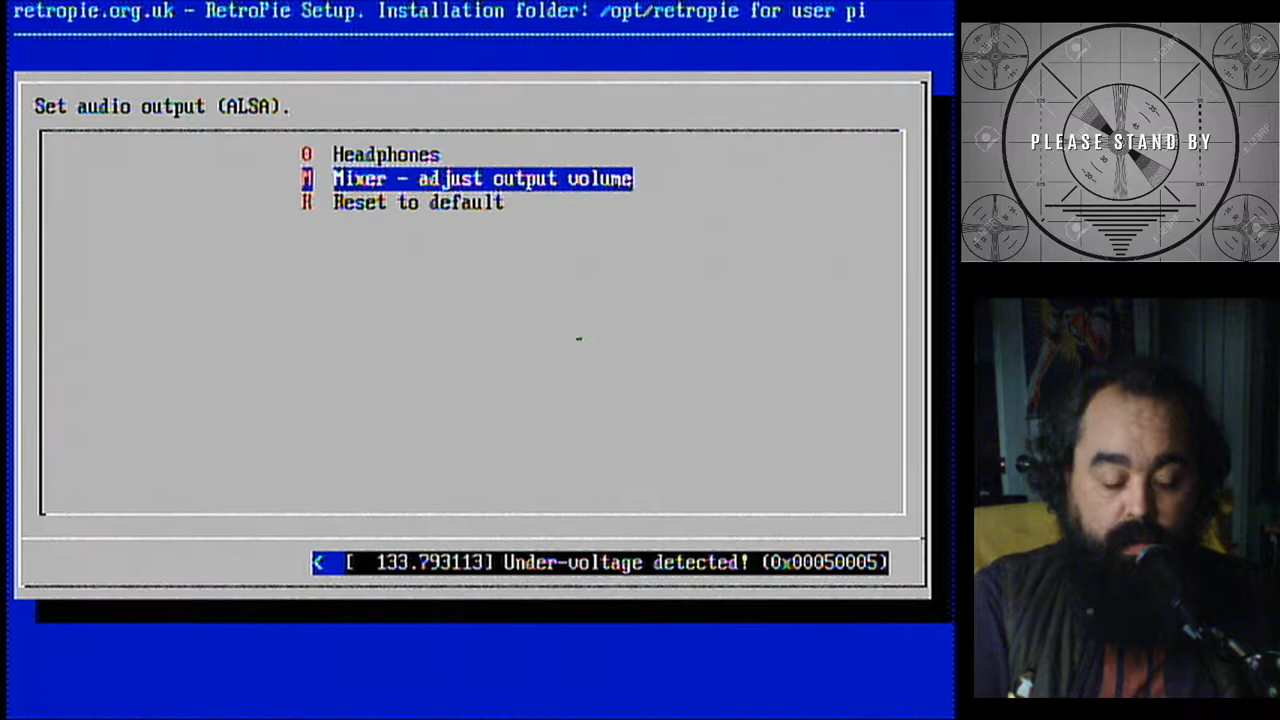 retropie.org.uk - RetroPie Setup. Installation folder: /opt/retropie for user pi
Set audio output (ALSA).
0 Headphones
M Mixer - adjust output volume
R Reset to default
< [ 133.793113] Under-voltage detected! (0x00050005)
PLEASE STAND BY